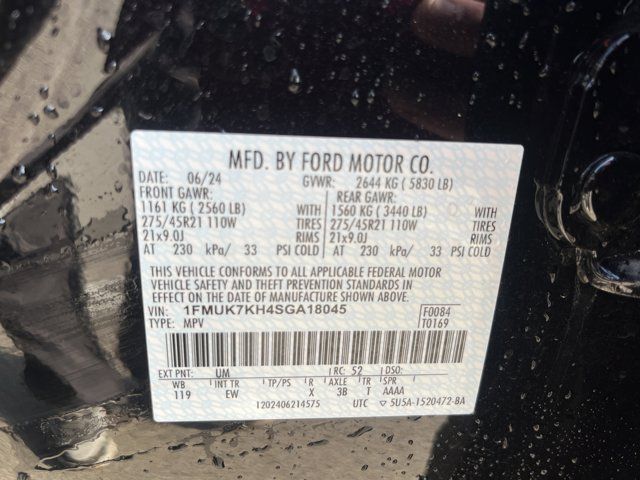 MFD. BY FORD MOTOR CO.
DATE: 06/24 GVWR: 2644 KG ( 5830 LB)
FRONT GAWR: REAR GAWR:
1161 KG ( 2560 LB) WITH 1560 KG ( 3440 LB) WITH
275/45R21 110W TIRES 275/45R21 110W TIRES
21x9.0J RIMS 21x9.0J RIMS
AT 230 kPa/ 33 PSI COLD AT 230 kPa/ 33 PSI COLD
THIS VEHICLE CONFORMS TO ALL APPLICABLE FEDERAL MOTOR
VEHICLE SAFETY AND THEFT PREVENTION STANDARDS IN
EFFECT ON THE DATE OF MANUFACTURE SHOWN ABOVE.
VIN: 1FMUK7KH4SGA18045 F0084
TYPE: MPV T0169
EXT PNT: UM RC: 52 DSO:
WB INT TR TP/PS R AXLE TR SPR
119 EW X 3B T AAAA
1202406214575 UTC 5U5A-1520472-BA